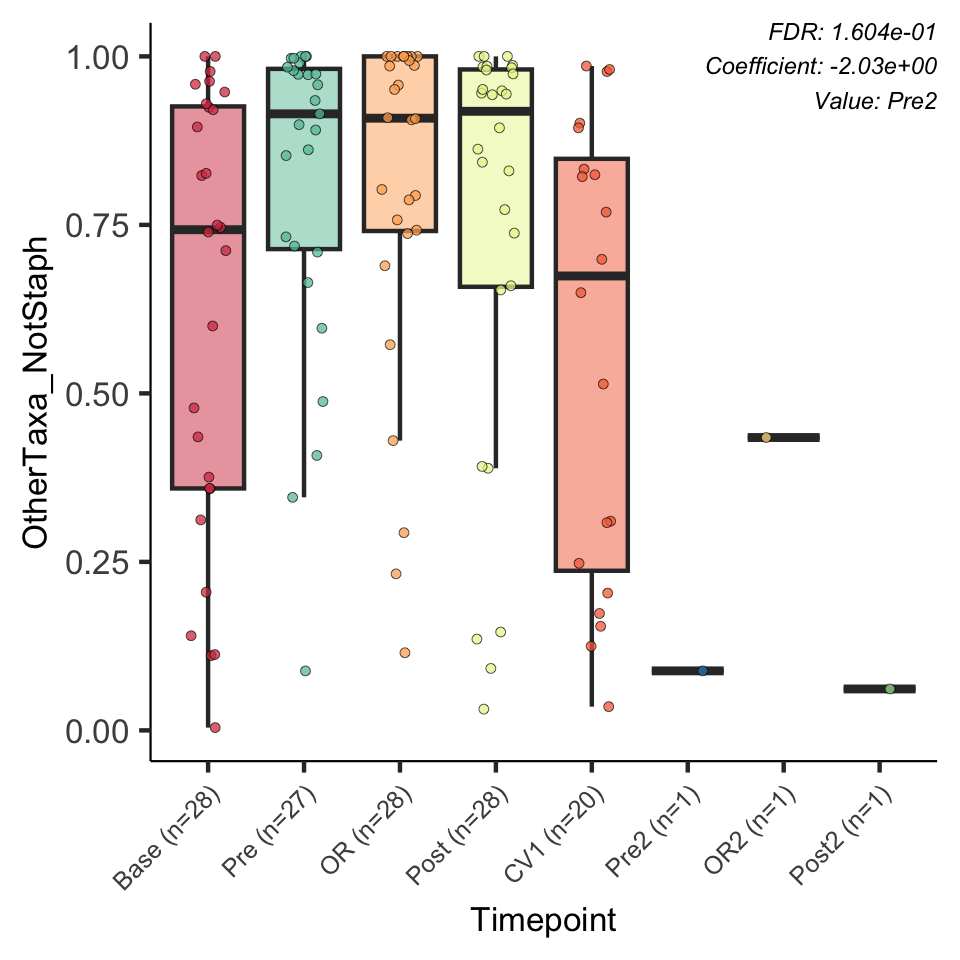 FDR: 1.604e-01
Coefficient: -2.03e+00
Value: Pre2
OtherTaxa_NotStaph
1.00
0.75
0.50
0.25
0.00
Base (n=28)
Pre (n=27)
OR (n=28)
Post (n=28)
CV1 (n=20)
Pre2 (n=1)
OR2 (n=1)
Post2 (n=1)
Timepoint